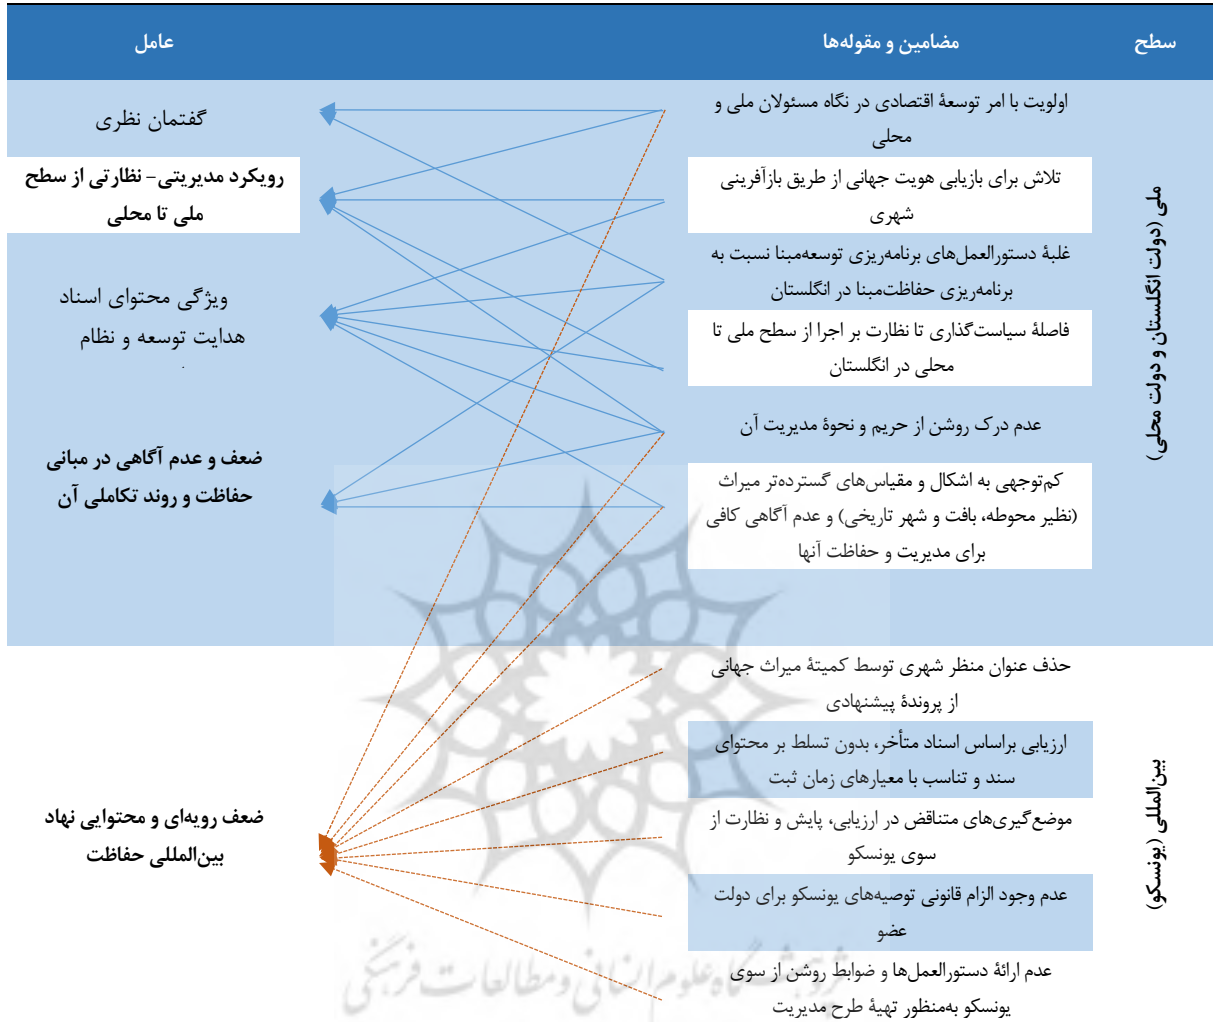 سطح
مضامین و مقوله‌ها
عامل
ملی (دولت انگلستان و دولت محلی)
اولویت با امر توسعهٔ اقتصادی در نگاه مسئولان ملی و
محلی
تلاش برای بازیابی هویت جهانی از طریق بازآفرینی
شهری
غلبهٔ دستورالعمل‌های برنامه‌ریزی توسعه‌مبنا نسبت به
برنامه‌ریزی حفاظت‌مبنا در انگلستان
فاصلهٔ سیاست‌گذاری تا نظارت بر اجرا از سطح ملی تا
محلی در انگلستان
عدم درک روشن از حریم و نحوهٔ مدیریت آن
کم‌توجهی به اشکال و مقیاس‌های گسترده‌تر میراث
(نظیر محوطه، بافت و شهر تاریخی) و عدم آگاهی کافی
برای مدیریت و حفاظت آنها
گفتمان نظری
رویکرد مدیریتی- نظارتی از سطح
ملی تا محلی
ویژگی محتوای اسناد
هدایت توسعه و نظام
ضعف و عدم آگاهی در مبانی
حفاظت و روند تکاملی آن
بین‌المللی (یونسکو)
حذف عنوان منظر شهری توسط کمیتهٔ میراث جهانی
از پروندهٔ پیشنهادی
ارزیابی براساس اسناد متأخر، بدون تسلط بر محتوای
سند و تناسب با معیارهای زمان ثبت
موضع‌گیری‌های متناقض در ارزیابی، پایش و نظارت از
سوی یونسکو
عدم وجود الزام قانونی توصیه‌های یونسکو برای دولت
عضو
عدم ارائهٔ دستورالعمل‌ها و ضوابط روشن از سوی
یونسکو به‌منظور تهیهٔ طرح مدیریت
ضعف رویه‌ای و محتوایی نهاد
بین‌المللی حفاظت
پژوهشگاه علوم انسانی و مطالعات فرهنگی